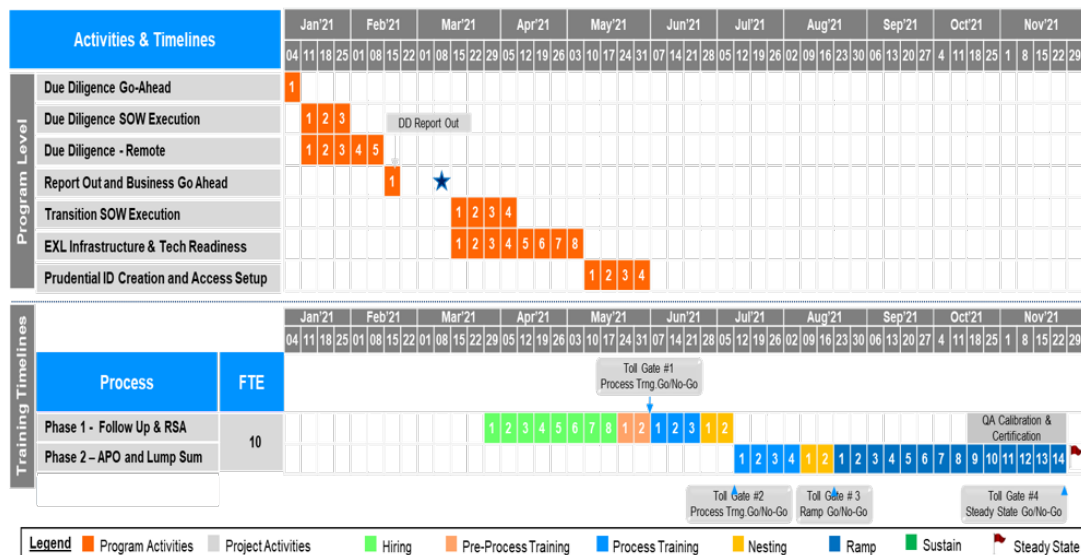 Activities & Timelines
Jan'21 Feb'21 Mar'21 Apr'21 May'21 Jun'21 Jul'21 Aug'21 Sep'21 Oct'21 Nov'21
04 11 18 25 01 08 15 22 01 08 15 22 29 05 12 19 26 03 10 17 24 31 07 14 21 28 05 12 19 26 02 09 16 23 30 06 13 20 27 4 11 18 25 1 8 15 22 29
Program Level
Due Diligence Go-Ahead 1
Due Diligence SOW Execution 1 2 3
DD Report Out
Due Diligence - Remote 1 2 3 4 5
Report Out and Business Go Ahead 1
Transition SOW Execution 1 2 3 4
EXL Infrastructure & Tech Readiness 1 2 3 4 5 6 7 8
Prudential ID Creation and Access Setup 1 2 3 4
Training Timelines
Jan'21 Feb'21 Mar'21 Apr'21 May'21 Jun'21 Jul'21 Aug'21 Sep'21 Oct'21 Nov'21
04 11 18 25 01 08 15 22 01 08 15 22 29 05 12 19 26 03 10 17 24 31 07 14 21 28 05 12 19 26 02 09 16 23 30 06 13 20 27 4 11 18 25 1 8 15 22 29
Process FTE
Toll Gate #1
Process Trng.Go/No-Go
Phase 1 - Follow Up & RSA 1 2 3 4 5 6 7 8 1 2 1 2 3 1 2
10
QA Calibration &
Certification
Phase 2 – APO and Lump Sum 1 2 3 4 1 2 1 2 3 4 5 6 7 8 9 10 11 12 13 14
Toll Gate #2
Process Trng.Go/No-Go
Toll Gate # 3
Ramp Go/No-Go
Toll Gate #4
Steady State Go/No-Go
Legend Program Activities Project Activities Hiring Pre-Process Training Process Training Nesting Ramp Sustain Steady State